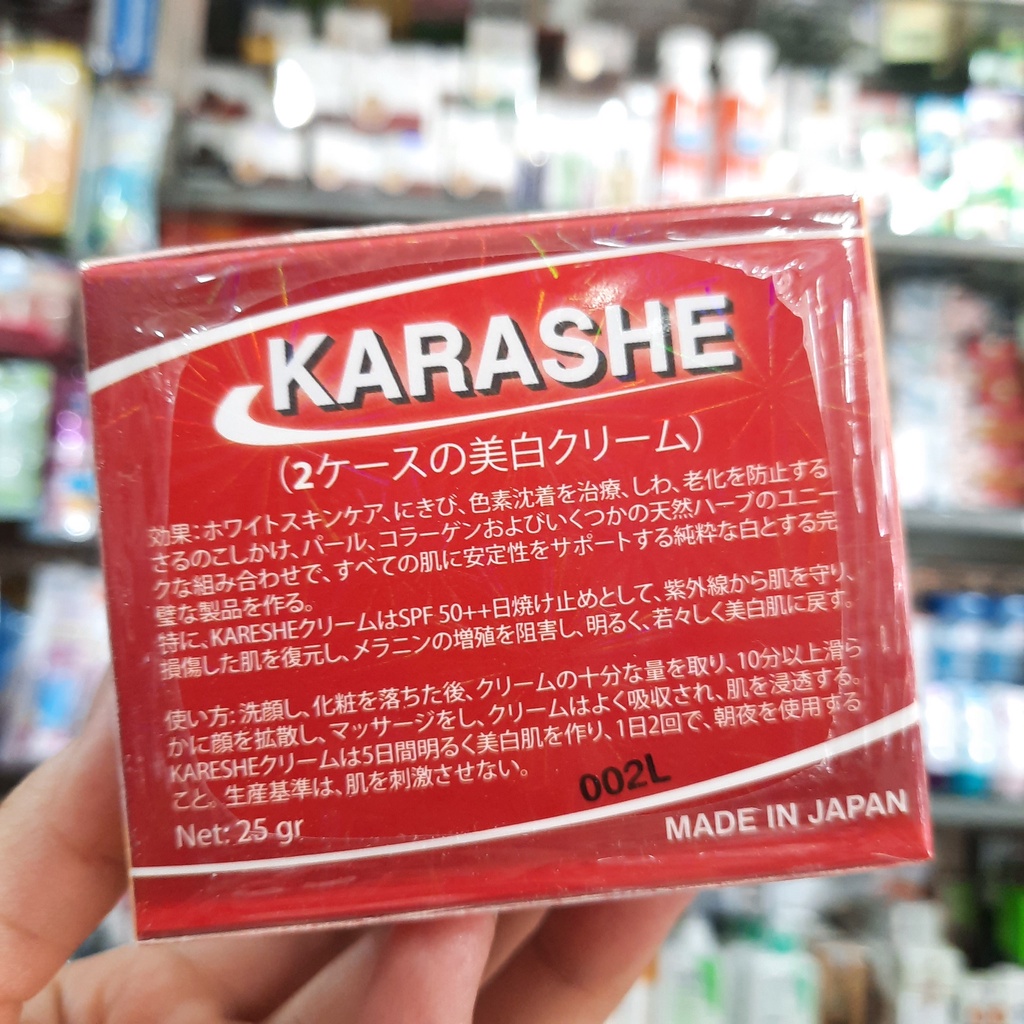 KARASHE
(2ケースの美白クリーム)
効果:ホワイトスキンケア、にきび、色素沈着を治療、しわ、老化を防止する
さるのこしかけ、パール、コラーゲンおよびいくつかの天然ハーブのユニー
クな組み合わせで、すべての肌に安定性をサポートする純粋な白とする完
璧な製品を作る。
特に、KARESHEクリームはSPF 50++日焼け止めとして、紫外線から肌を守り、
損傷した肌を復元し、メラニンの増殖を阻害し、明るく、若々しく美白肌に戻す。
使い方: 洗顔し、化粧を落ちた後、クリームの十分な量を取り、10分以上滑ら
かに顔を拡散し、マッサージをし、クリームはよく吸収され、肌を浸透する。
KARESHEクリームは5日間明るく美白肌を作り、1日2回で、朝夜を使用する
こと。生産基準は、肌を刺激させない。
002L
Net: 25 gr
MADE IN JAPAN